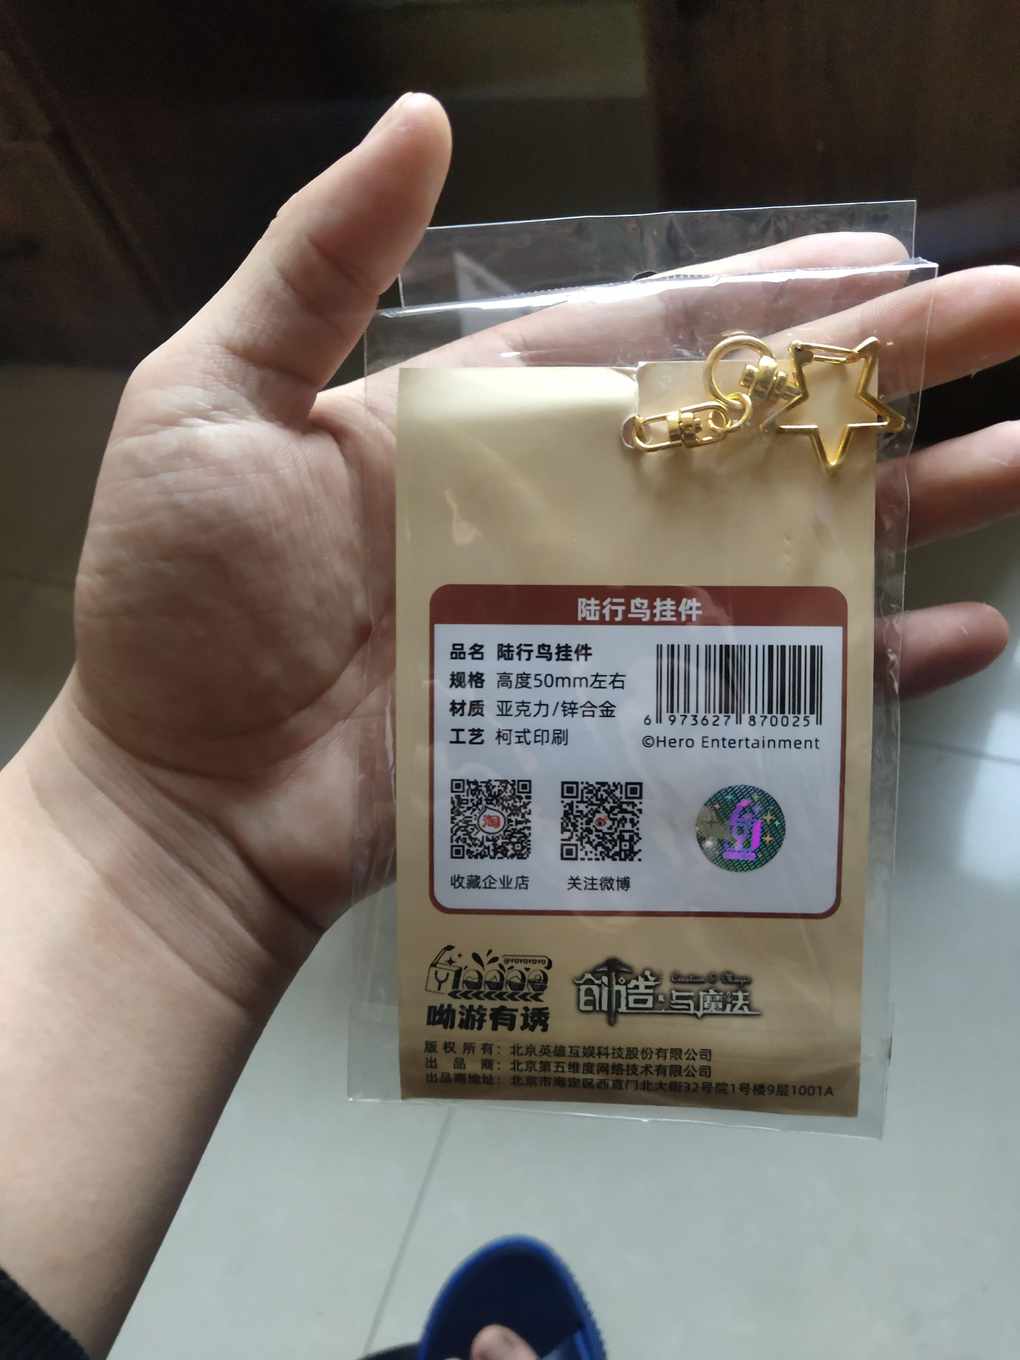 陆行鸟挂件
品名 陆行鸟挂件
规格 高度50mm左右
材质 亚克力/锌合金
工艺 柯式印刷
6 973627 870025
©Hero Entertainment
淘
收藏企业店
关注微博
@YOYOYOYO
呦游有诱
创造与魔法
版权所有：北京英雄互娱科技股份有限公司
出品商：北京第五维度网络技术有限公司
出品商地址：北京市海淀区西直门北大街32号院1号楼9层1001A